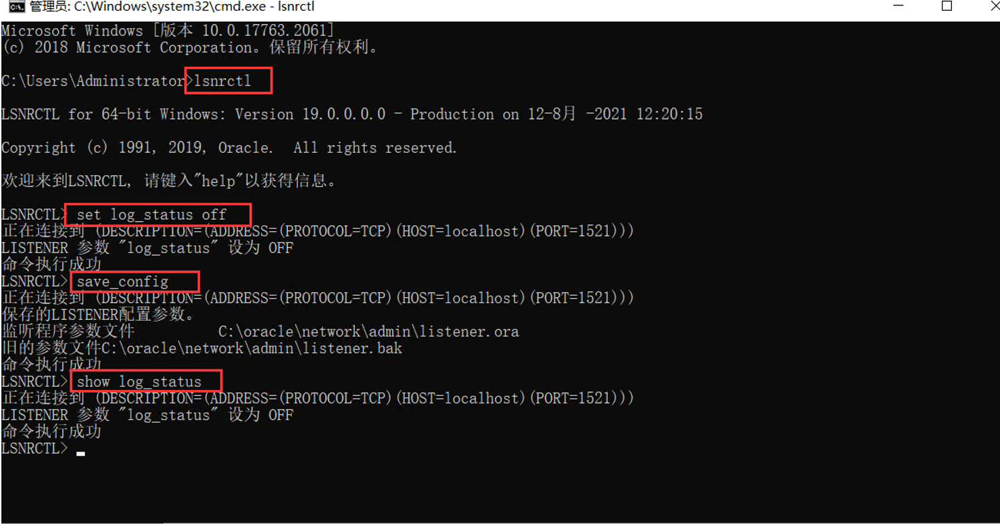 管理员: C:\Windows\system32\cmd.exe - lsnrctl
Microsoft Windows [版本 10.0.17763.2061]
(c) 2018 Microsoft Corporation。保留所有权利。
C:\Users\Administrator>lsnrctl
LSNRCTL for 64-bit Windows: Version 19.0.0.0.0 - Production on 12-8月 -2021 12:20:15
Copyright (c) 1991, 2019, Oracle.  All rights reserved.
欢迎来到LSNRCTL, 请键入"help"以获得信息。
LSNRCTL> set log_status off
正在连接到 (DESCRIPTION=(ADDRESS=(PROTOCOL=TCP)(HOST=localhost)(PORT=1521)))
LISTENER 参数 "log_status" 设为 OFF
命令执行成功
LSNRCTL> save_config
正在连接到 (DESCRIPTION=(ADDRESS=(PROTOCOL=TCP)(HOST=localhost)(PORT=1521)))
保存的LISTENER配置参数。
监听程序参数文件          C:\oracle\network\admin\listener.ora
旧的参数文件C:\oracle\network\admin\listener.bak
命令执行成功
LSNRCTL> show log_status
正在连接到 (DESCRIPTION=(ADDRESS=(PROTOCOL=TCP)(HOST=localhost)(PORT=1521)))
LISTENER 参数 "log_status" 设为 OFF
命令执行成功
LSNRCTL>